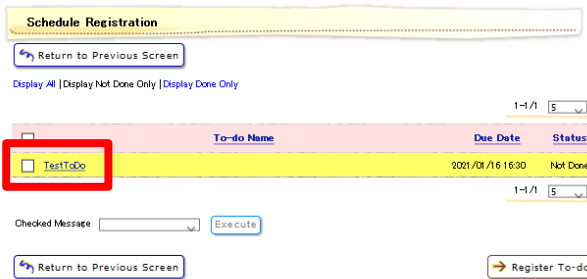 Schedule Registration
Return to Previous Screen
Display All | Display Not Done Only | Display Done Only
1-1/1 5
To-do Name Due Date Status
TestToDo 2021/01/16 16:30 Not Done
1-1/1 5
Checked Message Execute
Return to Previous Screen Register To-do